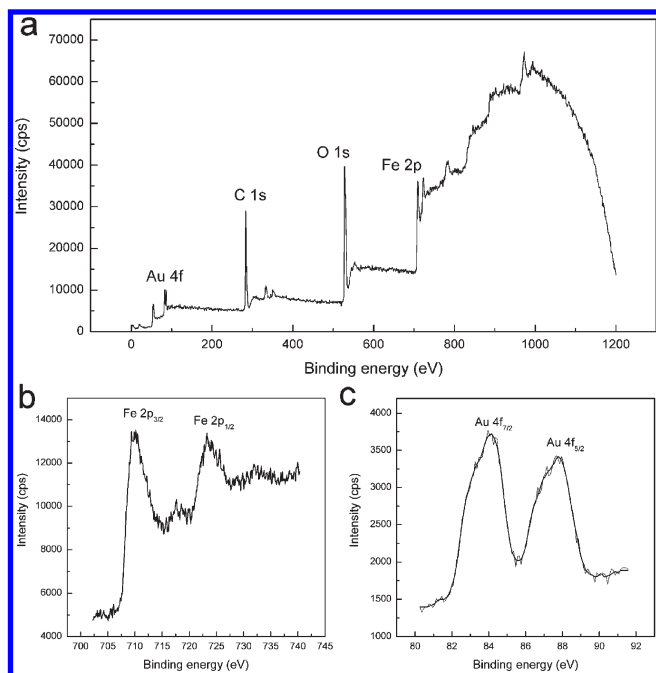 a
70000
60000
50000
40000
30000
20000
10000
0
Intensity (cps)
Au 4f
C 1s
O 1s
Fe 2p
0 200 400 600 800 1000 1200
Binding energy (eV)
b
14000
12000
10000
8000
6000
4000
Intensity (cps)
Fe 2p3/2
Fe 2p1/2
700 705 710 715 720 725 730 735 740 745
Binding energy (eV)
c
4000
3500
3000
2500
2000
1500
1000
Intensity (cps)
Au 4f7/2
Au 4f5/2
80 82 84 86 88 90 92
Binding energy (eV)